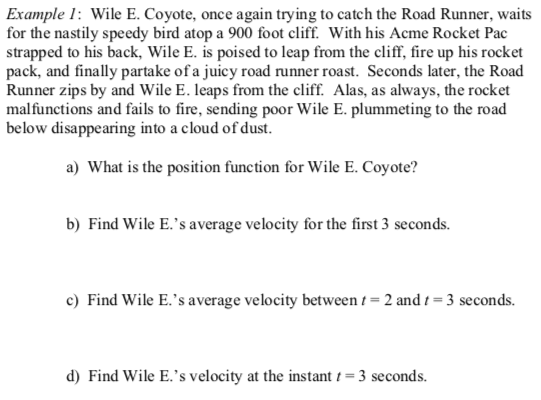 Example 1: Wile E. Coyote, once again trying to catch the Road Runner, waits
for the nastily speedy bird atop a 900 foot cliff. With his Acme Rocket Pac
strapped to his back, Wile E. is poised to leap from the cliff, fire up his rocket
pack, and finally partake of a juicy road runner roast. Seconds later, the Road
Runner zips by and Wile E. leaps from the cliff. Alas, as always, the rocket
malfunctions and fails to fire, sending poor Wile E. plummeting to the road
below disappearing into a cloud of dust.
a) What is the position function for Wile E. Coyote?
b) Find Wile E.'s average velocity for the first 3 seconds.
c) Find Wile E.'s average velocity between t = 2 and t = 3 seconds.
d) Find Wile E.'s velocity at the instant t = 3 seconds.